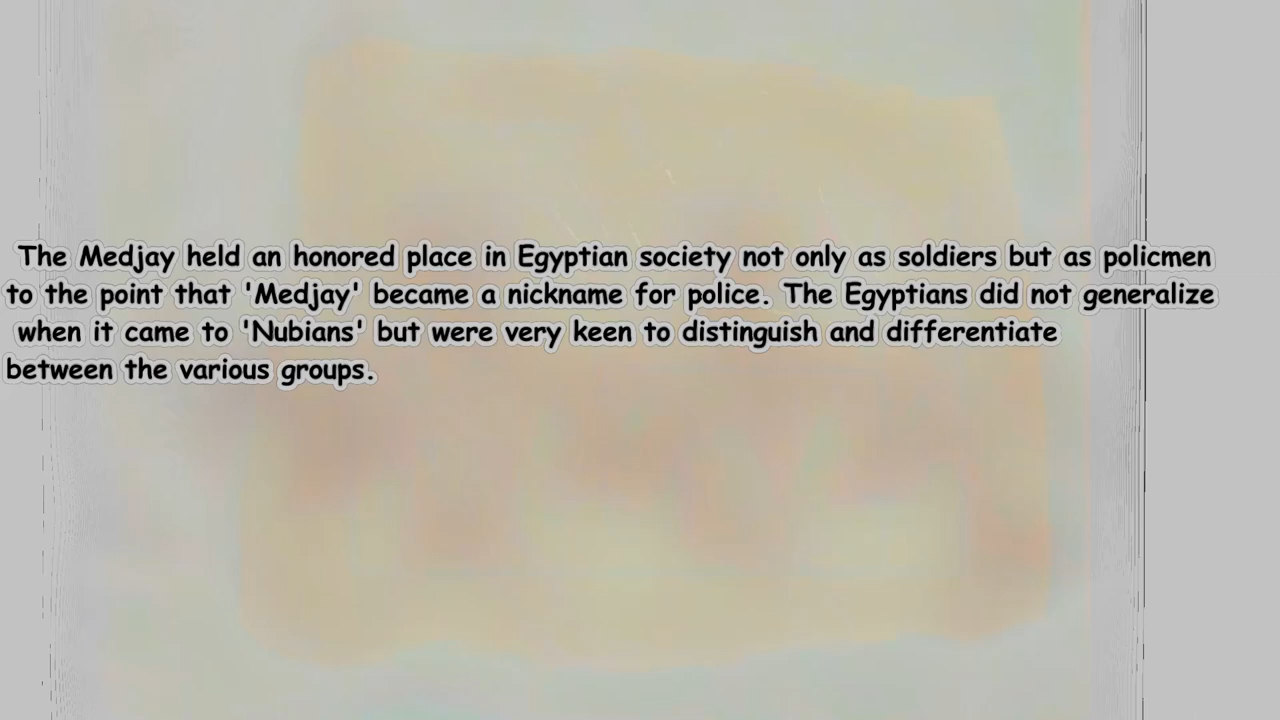 The Medjay held an honored place in Egyptian society not only as soldiers but as policmen
to the point that 'Medjay' became a nickname for police. The Egyptians did not generalize
when it came to 'Nubians' but were very keen to distinguish and differentiate
between the various groups.